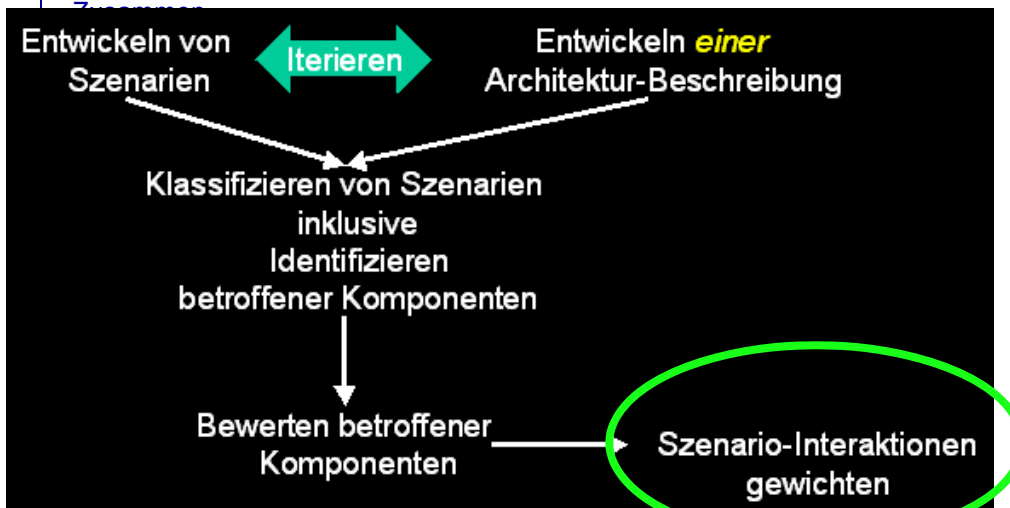 Entwickeln von
Szenarien
Iterieren
Entwickeln einer
Architektur-Beschreibung
Klassifizieren von Szenarien
inklusive
Identifizieren
betroffener Komponenten
Bewerten betroffener
Komponenten
Szenario-Interaktionen
gewichten